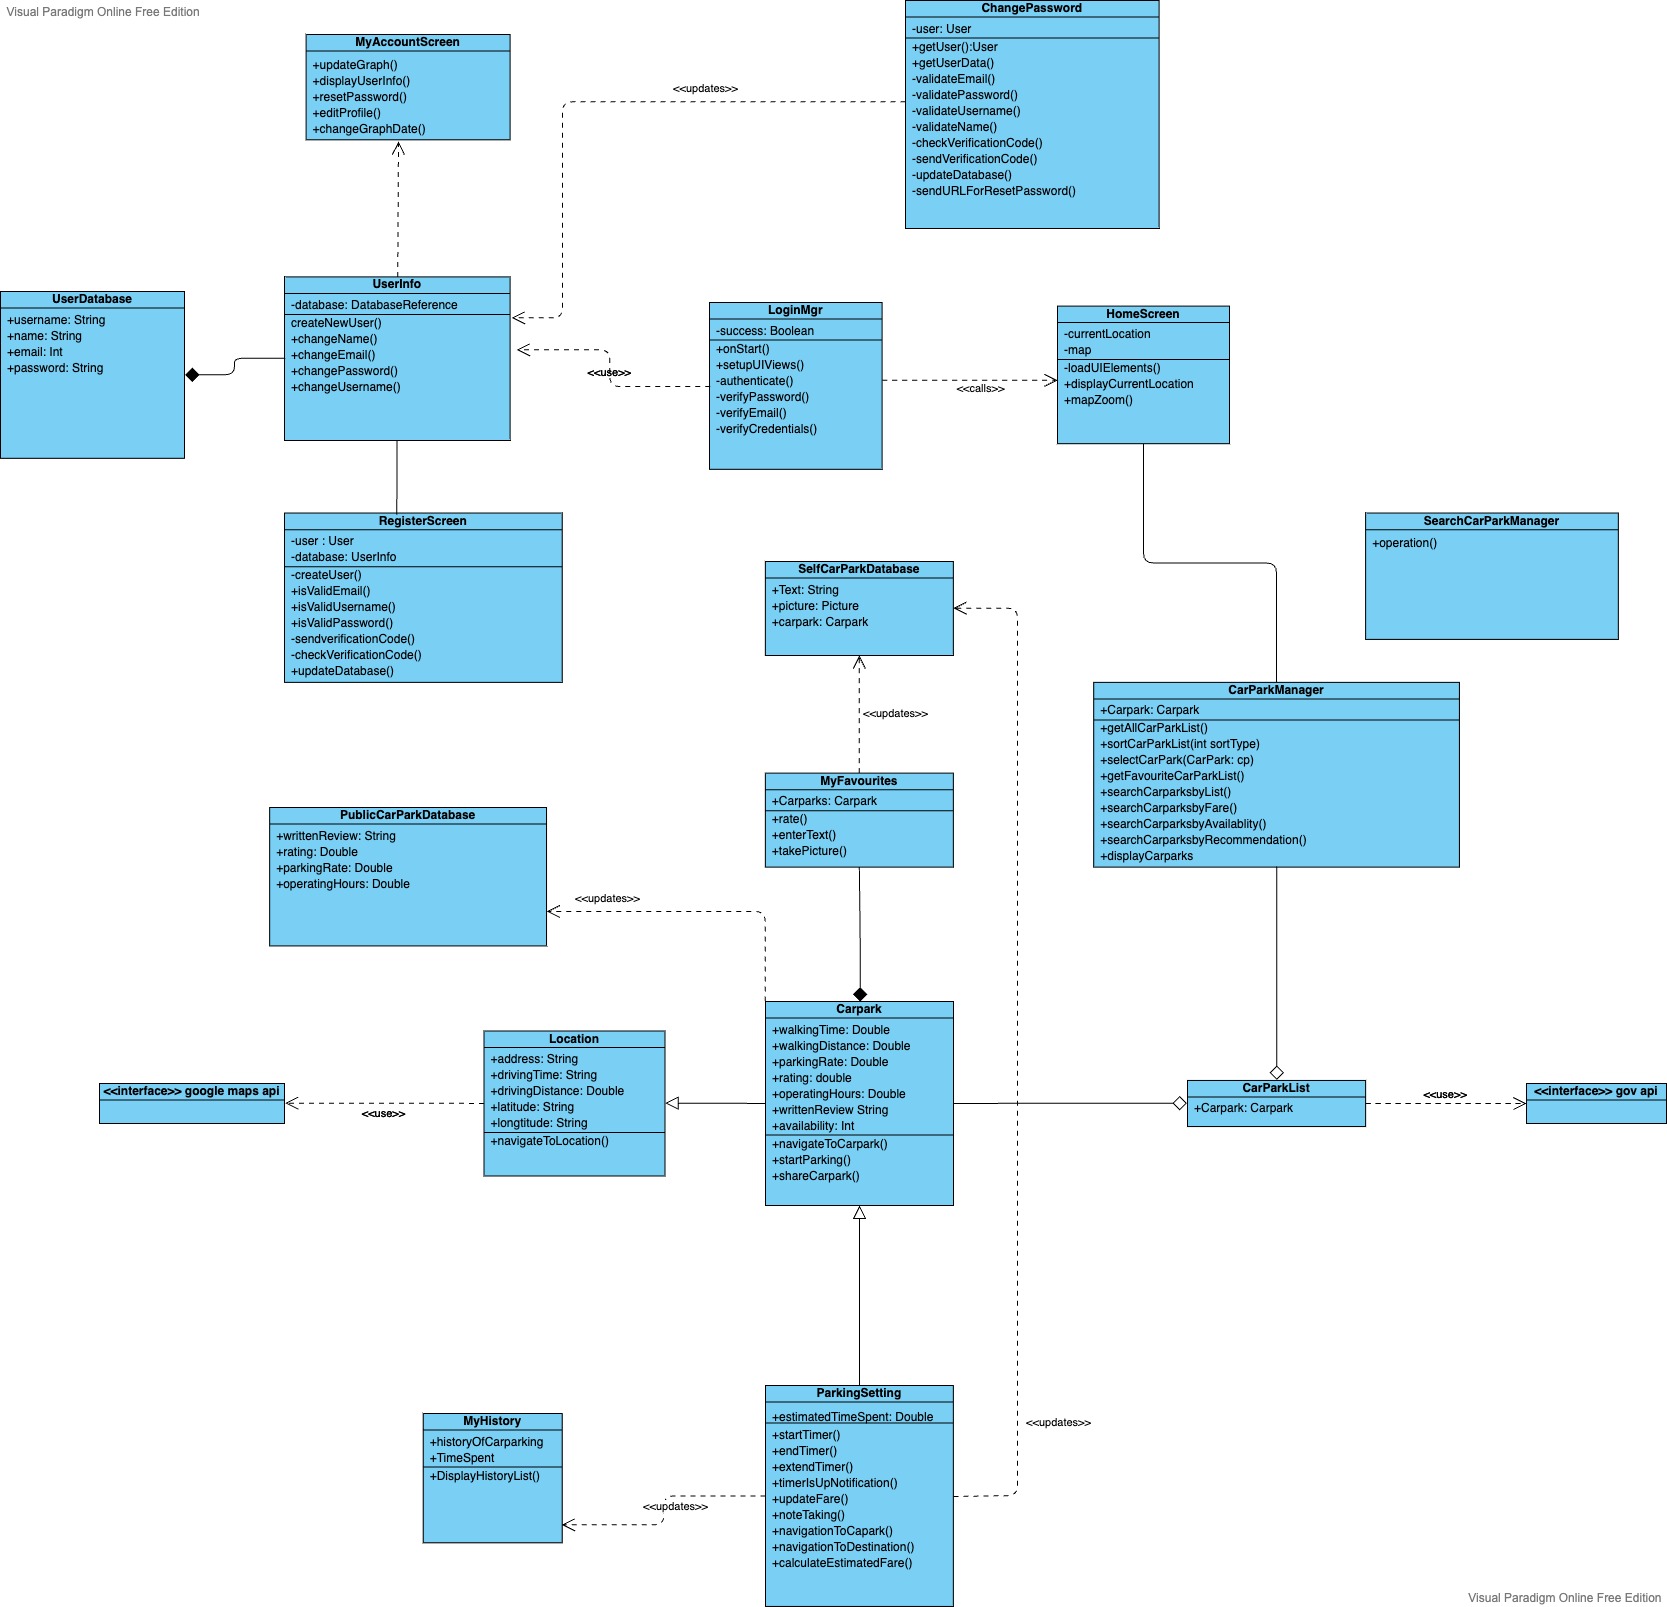 Visual Paradigm Online Free Edition
ChangePassword
-user: User
+getUser():User
+getUserData()
-validateEmail()
-validatePassword()
-validateUsername()
-validateName()
-checkVerificationCode()
-sendVerificationCode()
-updateDatabase()
-sendURLForResetPassword()
MyAccountScreen
+updateGraph()
+displayUserInfo()
+resetPassword()
+editProfile()
+changeGraphDate()
<<updates>>
UserDatabase
+username: String
+name: String
+email: Int
+password: String
UserInfo
-database: DatabaseReference
createNewUser()
+changeName()
+changeEmail()
+changePassword()
+changeUsername()
<<use>>
LoginMgr
-success: Boolean
+onStart()
+setupUIViews()
-authenticate()
-verifyPassword()
-verifyEmail()
-verifyCredentials()
<<calls>>
HomeScreen
-currentLocation
-map
-loadUIElements()
+displayCurrentLocation
+mapZoom()
RegisterScreen
-user : User
-database: UserInfo
-createUser()
+isValidEmail()
+isValidUsername()
+isValidPassword()
-sendverificationCode()
-checkVerificationCode()
+updateDatabase()
SelfCarParkDatabase
+Text: String
+picture: Picture
+carpark: Carpark
SearchCarParkManager
+operation()
<<updates>>
CarParkManager
+Carpark: Carpark
+getAllCarParkList()
+sortCarParkList(int sortType)
+selectCarPark(CarPark: cp)
+getFavouriteCarParkList()
+searchCarparksbyList()
+searchCarparksbyFare()
+searchCarparksbyAvailablity()
+searchCarparksbyRecommendation()
+displayCarparks
MyFavourites
+Carparks: Carpark
+rate()
+enterText()
+takePicture()
PublicCarParkDatabase
+writtenReview: String
+rating: Double
+parkingRate: Double
+operatingHours: Double
<<updates>>
Carpark
+walkingTime: Double
+walkingDistance: Double
+parkingRate: Double
+rating: double
+operatingHours: Double
+writtenReview String
+availability: Int
+navigateToCarpark()
+startParking()
+shareCarpark()
Location
+address: String
+drivingTime: String
+drivingDistance: Double
+latitude: String
+longtitude: String
+navigateToLocation()
<<interface>> google maps api
<<use>>
CarParkList
+Carpark: Carpark
<<use>>
<<interface>> gov api
ParkingSetting
+estimatedTimeSpent: Double
+startTimer()
+endTimer()
+extendTimer()
+timerIsUpNotification()
+updateFare()
+noteTaking()
+navigationToCapark()
+navigationToDestination()
+calculateEstimatedFare()
<<updates>>
MyHistory
+historyOfCarparking
+TimeSpent
+DisplayHistoryList()
<<updates>>
Visual Paradigm Online Free Edition